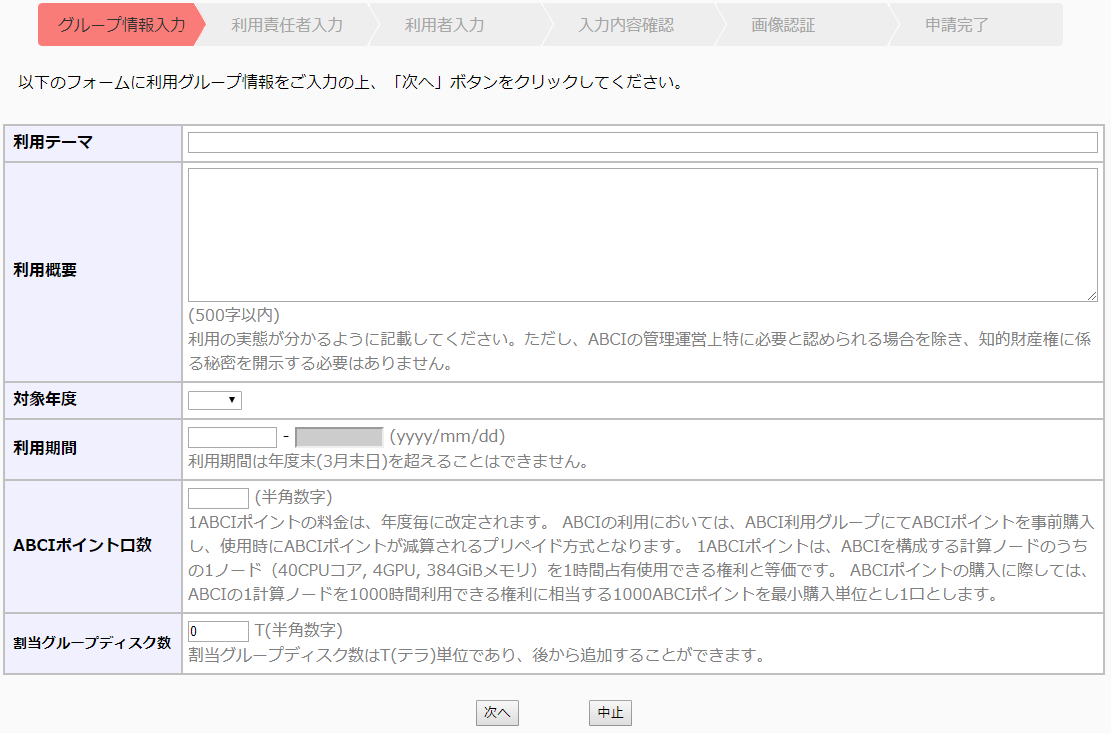 グループ情報入力 利用責任者入力 利用者入力 入力内容確認 画像認証 申請完了
以下のフォームに利用グループ情報をご入力の上、「次へ」ボタンをクリックしてください。
利用テーマ
利用概要
(500字以内)
利用の実態が分かるように記載してください。ただし、ABCIの管理運営上特に必要と認められる場合を除き、知的財産権に係
る秘密を開示する必要はありません。
対象年度
利用期間
- (yyyy/mm/dd)
利用期間は年度末(3月末日)を超えることはできません。
ABCIポイント口数
(半角数字)
1ABCIポイントの料金は、年度毎に改定されます。 ABCIの利用においては、ABCI利用グループにてABCIポイントを事前購入
し、使用時にABCIポイントが減算されるプリペイド方式となります。 1ABCIポイントは、ABCIを構成する計算ノードのうち
の1ノード（40CPUコア, 4GPU, 384GiBメモリ）を1時間占有使用できる権利と等価です。 ABCIポイントの購入に際しては、
ABCIの1計算ノードを1000時間利用できる権利に相当する1000ABCIポイントを最小購入単位とし1口とします。
割当グループディスク数
0 T(半角数字)
割当グループディスク数はT(テラ)単位であり、後から追加することができます。
次へ 中止